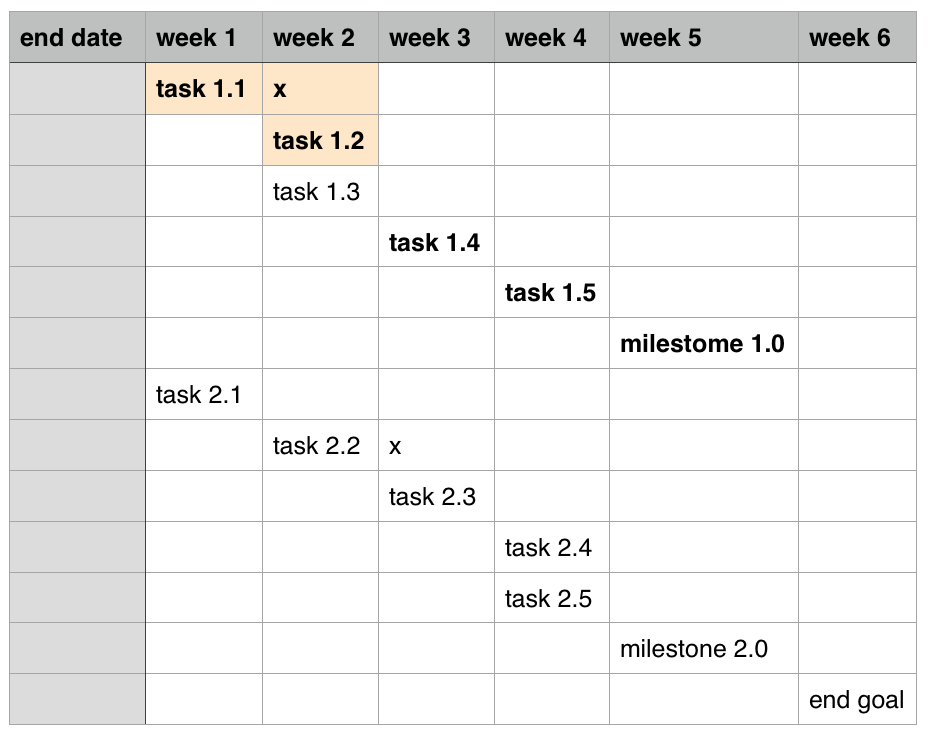 end date week 1 week 2 week 3 week 4 week 5 week 6
task 1.1 x
task 1.2
task 1.3
task 1.4
task 1.5
milestome 1.0
task 2.1
task 2.2 x
task 2.3
task 2.4
task 2.5
milestone 2.0
end goal